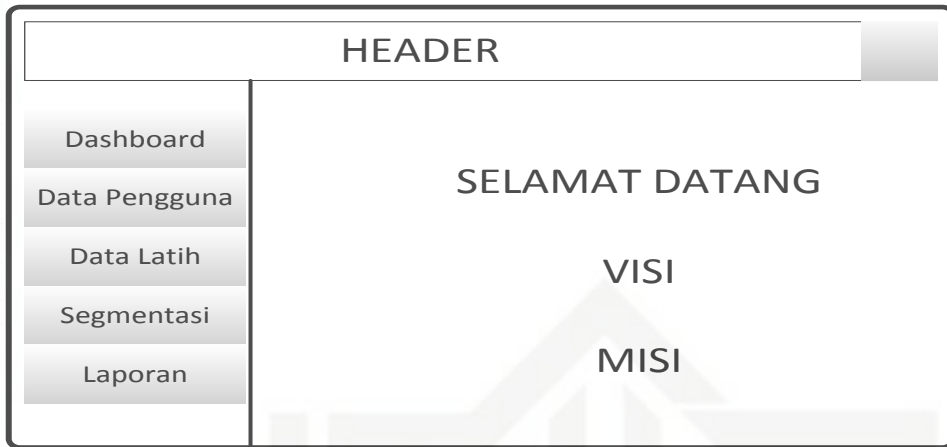 HEADER
Dashboard
Data Pengguna
Data Latih
Segmentasi
Laporan
SELAMAT DATANG
VISI
MISI